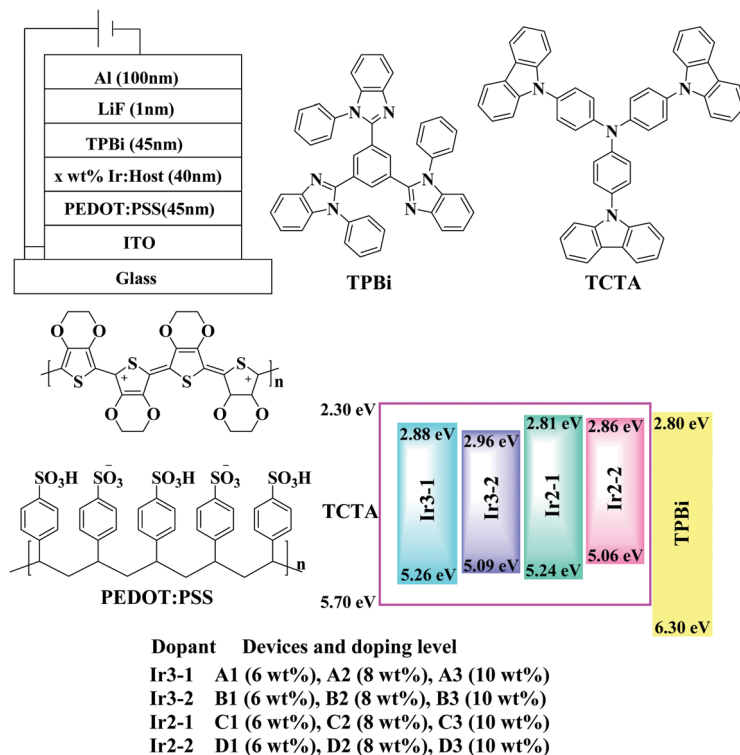 Al (100nm)
LiF (1nm)
TPBi (45nm)
x wt% Ir:Host (40nm)
PEDOT:PSS(45nm)
ITO
Glass
N
N
N
N
N
N
TPBi
N
N
N
N
TCTA
O
O
O
O
S
S
S
S
+
+
n
O
O
O
O
SO₃H
SO₃⁻
SO₃H
SO₃⁻
SO₃H
n
PEDOT:PSS
2.30 eV
2.88 eV
2.96 eV
2.81 eV
2.86 eV
2.80 eV
TCTA
Ir3-1
Ir3-2
Ir2-1
Ir2-2
TPBi
5.26 eV
5.09 eV
5.24 eV
5.06 eV
5.70 eV
6.30 eV
Dopant Devices and doping level
Ir3-1 A1 (6 wt%), A2 (8 wt%), A3 (10 wt%)
Ir3-2 B1 (6 wt%), B2 (8 wt%), B3 (10 wt%)
Ir2-1 C1 (6 wt%), C2 (8 wt%), C3 (10 wt%)
Ir2-2 D1 (6 wt%), D2 (8 wt%), D3 (10 wt%)